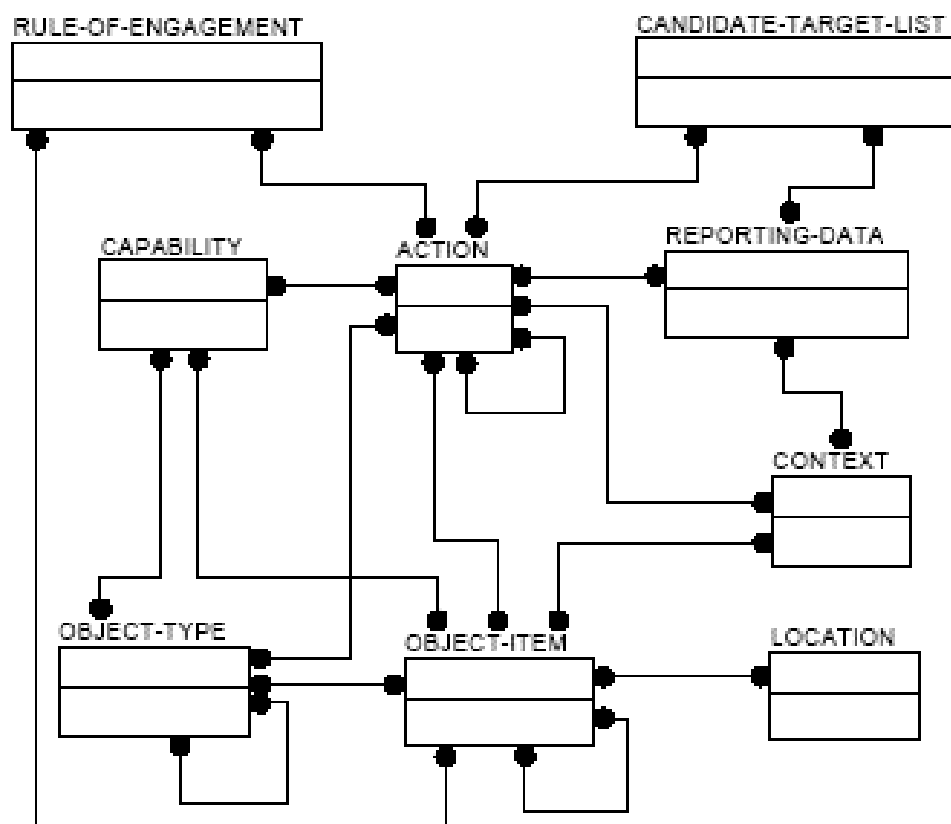 RULE-OF-ENGAGEMENT
CANDIDATE-TARGET-LIST
CAPABILITY
ACTION
REPORTING-DATA
CONTEXT
OBJECT-TYPE
OBJECT-ITEM
LOCATION